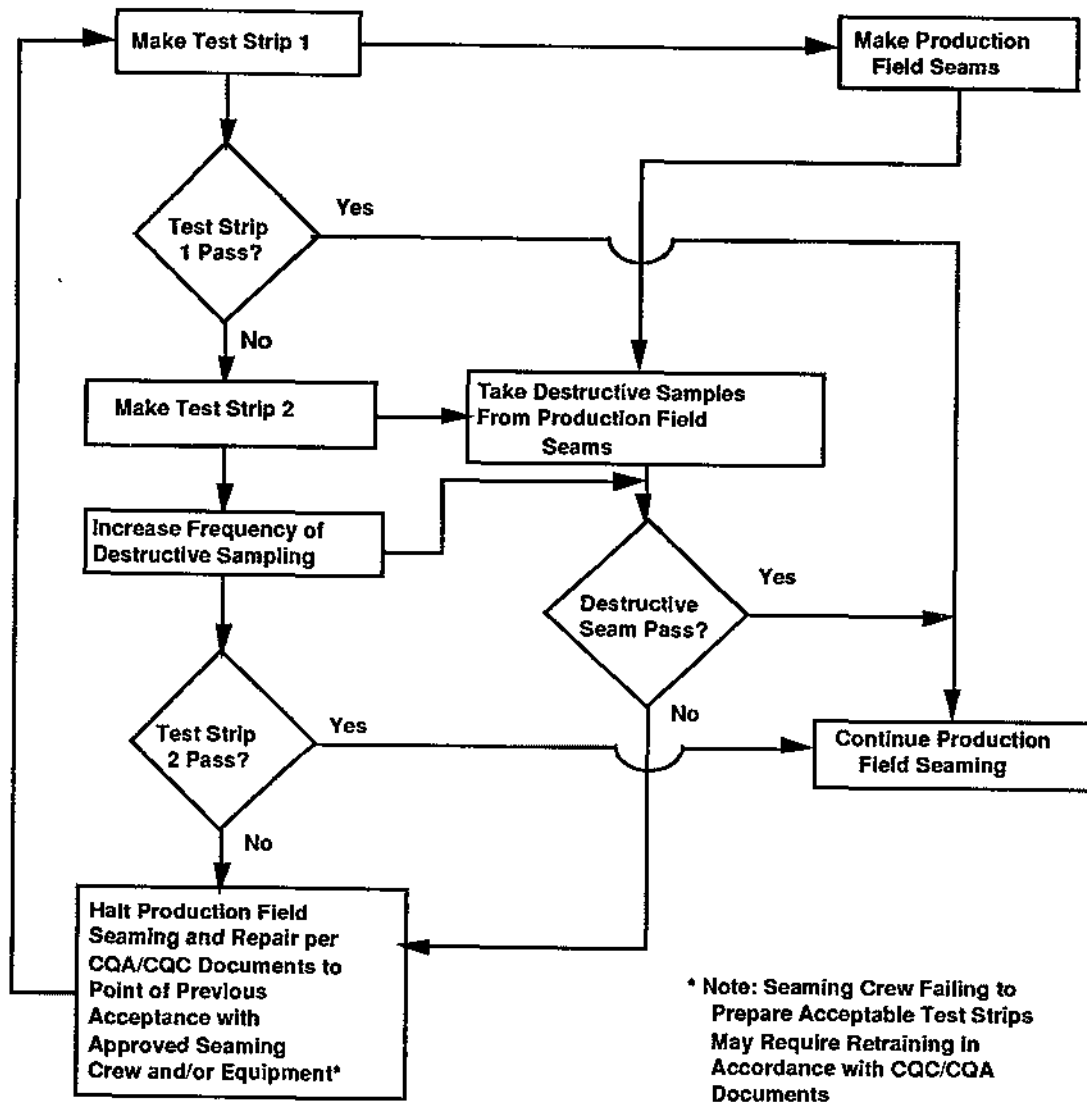 Make Test Strip 1
Make Production
Field Seams
Test Strip
1 Pass?
Yes
No
Make Test Strip 2
Take Destructive Samples
From Production Field
Seams
Increase Frequency of
Destructive Sampling
Destructive
Seam Pass?
Yes
No
Test Strip
2 Pass?
Yes
No
Continue Production
Field Seaming
Halt Production Field
Seaming and Repair per
CQA/CQC Documents to
Point of Previous
Acceptance with
Approved Seaming
Crew and/or Equipment*
* Note: Seaming Crew Failing to
Prepare Acceptable Test Strips
May Require Retraining in
Accordance with CQC/CQA
Documents